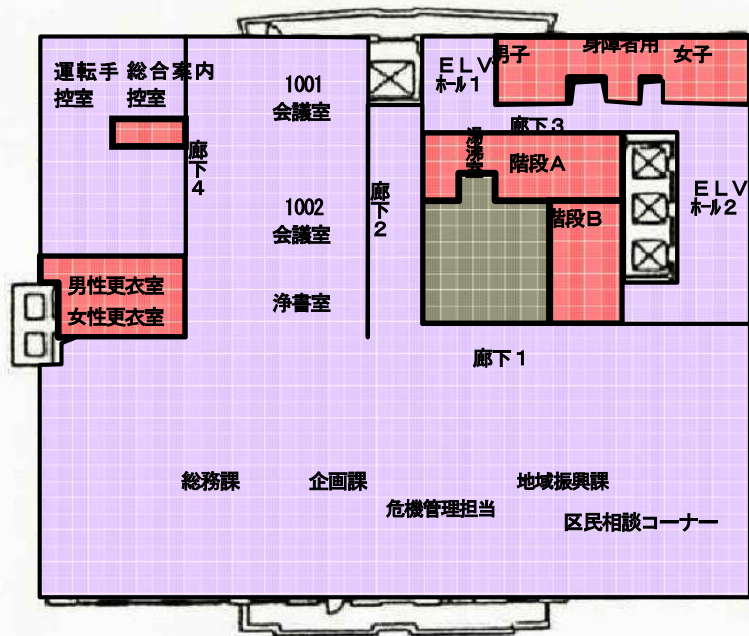 運転手
控室
総合案内
控室
1001
会議室
ELV
ホール1
男子
身障者用
女子
廊下3
湯沸室
階段A
廊下4
廊下2
1002
会議室
ELV
ホール2
階段B
男性更衣室
女性更衣室
浄書室
廊下1
総務課
企画課
地域振興課
危機管理担当
区民相談コーナー